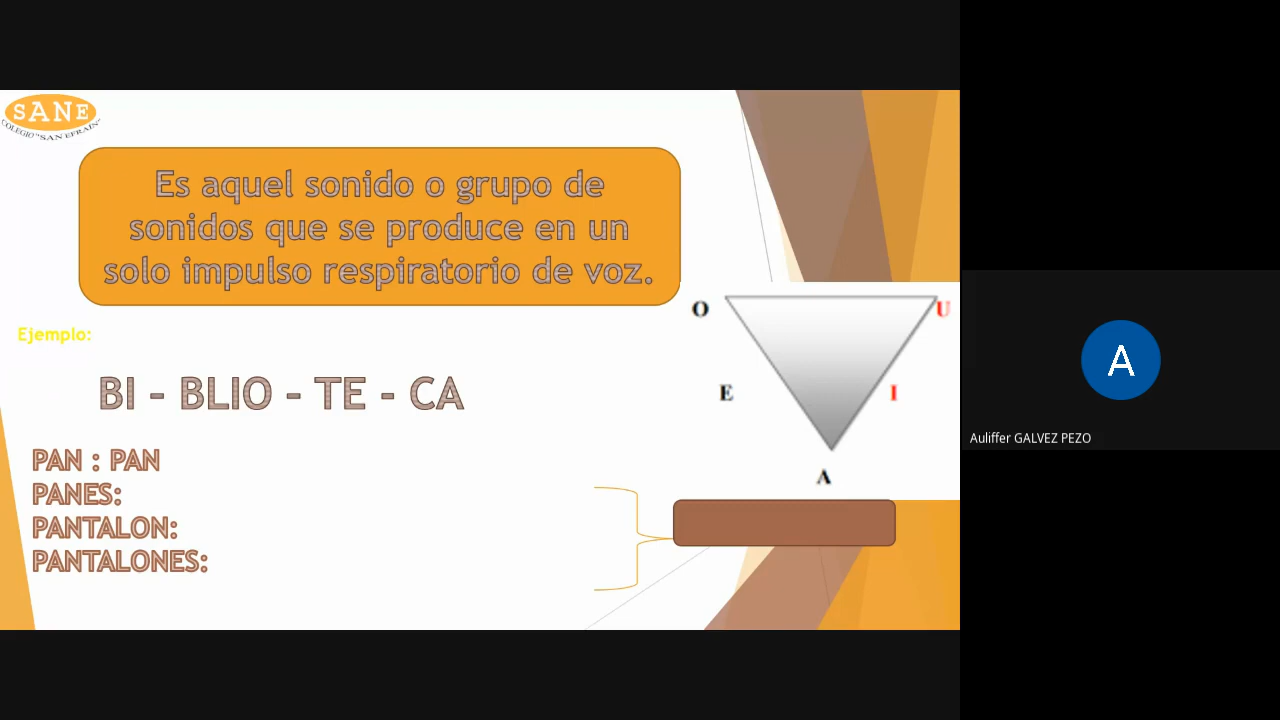 SANE
COLEGIO "SAN EFRAIN"
Es aquel sonido o grupo de
sonidos que se produce en un
solo impulso respiratorio de voz.
Ejemplo:
BI - BLIO - TE - CA
PAN : PAN
PANES:
PANTALON:
PANTALONES:
O U
E I
A
A
Auliffer GALVEZ PEZO